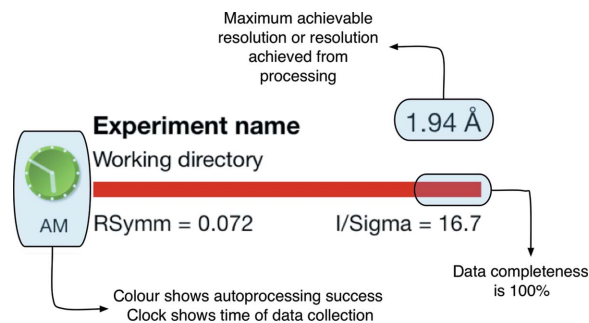 Maximum achievable
resolution or resolution
achieved from
processing
1.94 Å
Experiment name
Working directory
AM
RSymm = 0.072
I/Sigma = 16.7
Data completeness
is 100%
Colour shows autoprocessing success
Clock shows time of data collection